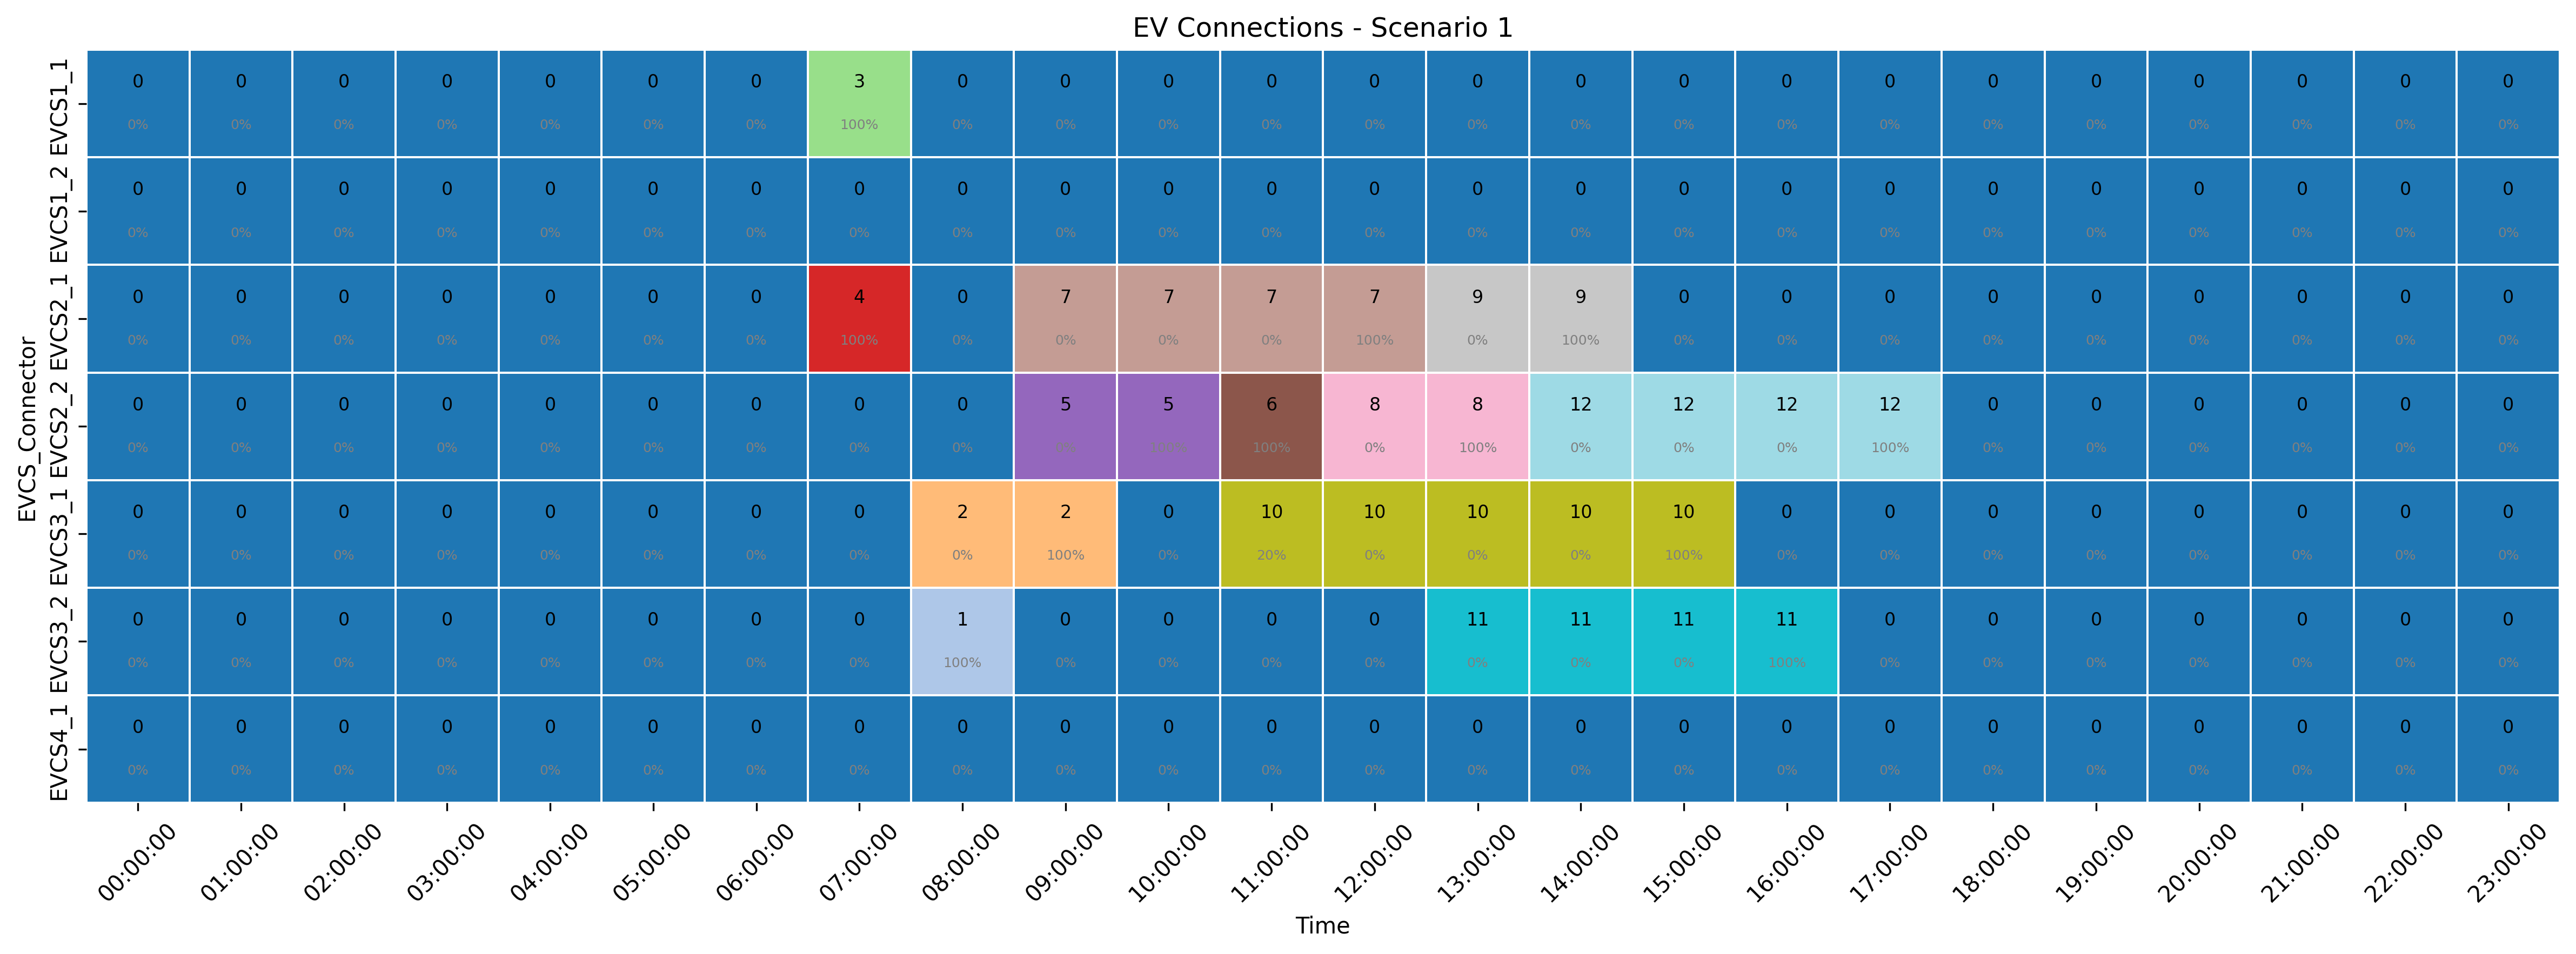 EV Connections - Scenario 1
EVCS_Connector
EVCS1_1
0 0 0 0 0 0 0 3 0 0 0 0 0 0 0 0 0 0 0 0 0 0 0 0
0% 0% 0% 0% 0% 0% 0% 100% 0% 0% 0% 0% 0% 0% 0% 0% 0% 0% 0% 0% 0% 0% 0% 0%
EVCS1_2
0 0 0 0 0 0 0 0 0 0 0 0 0 0 0 0 0 0 0 0 0 0 0 0
0% 0% 0% 0% 0% 0% 0% 0% 0% 0% 0% 0% 0% 0% 0% 0% 0% 0% 0% 0% 0% 0% 0% 0%
EVCS2_1
0 0 0 0 0 0 0 4 0 7 7 7 7 9 9 0 0 0 0 0 0 0 0 0
0% 0% 0% 0% 0% 0% 0% 100% 0% 0% 0% 0% 100% 0% 100% 0% 0% 0% 0% 0% 0% 0% 0% 0%
EVCS2_2
0 0 0 0 0 0 0 0 0 5 5 6 8 8 12 12 12 12 0 0 0 0 0 0
0% 0% 0% 0% 0% 0% 0% 0% 0% 0% 100% 100% 0% 100% 0% 0% 0% 100% 0% 0% 0% 0% 0% 0%
EVCS3_1
0 0 0 0 0 0 0 0 2 2 0 10 10 10 10 10 0 0 0 0 0 0 0 0
0% 0% 0% 0% 0% 0% 0% 0% 0% 100% 0% 20% 0% 0% 0% 100% 0% 0% 0% 0% 0% 0% 0% 0%
EVCS3_2
0 0 0 0 0 0 0 0 1 0 0 0 0 11 11 11 11 0 0 0 0 0 0 0
0% 0% 0% 0% 0% 0% 0% 0% 100% 0% 0% 0% 0% 0% 0% 0% 100% 0% 0% 0% 0% 0% 0% 0%
EVCS4_1
0 0 0 0 0 0 0 0 0 0 0 0 0 0 0 0 0 0 0 0 0 0 0 0
0% 0% 0% 0% 0% 0% 0% 0% 0% 0% 0% 0% 0% 0% 0% 0% 0% 0% 0% 0% 0% 0% 0% 0%
00:00:00 01:00:00 02:00:00 03:00:00 04:00:00 05:00:00 06:00:00 07:00:00 08:00:00 09:00:00 10:00:00 11:00:00 12:00:00 13:00:00 14:00:00 15:00:00 16:00:00 17:00:00 18:00:00 19:00:00 20:00:00 21:00:00 22:00:00 23:00:00
Time